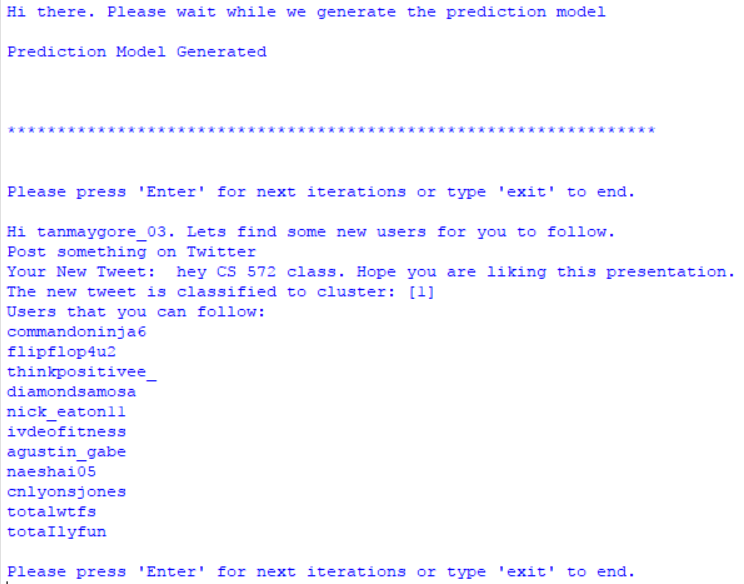 Hi there. Please wait while we generate the prediction model
Prediction Model Generated
*****************************************************************
Please press 'Enter' for next iterations or type 'exit' to end.
Hi tanmaygore_03. Lets find some new users for you to follow.
Post something on Twitter
Your New Tweet:  hey CS 572 class. Hope you are liking this presentation.
The new tweet is classified to cluster: [1]
Users that you can follow:
commandoninja6
flipflop4u2
thinkpositivee_
diamondsamosa
nick_eaton11
ivdeofitness
agustin_gabe
naeshai05
cnlyonsjones
totalwtfs
totaIlyfun
Please press 'Enter' for next iterations or type 'exit' to end.